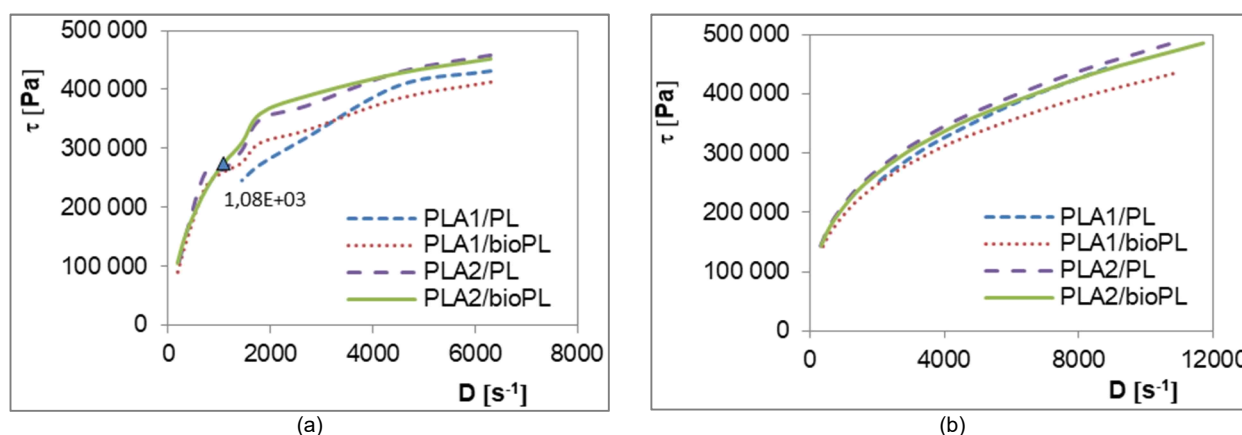 (a)
τ [Pa]
500 000
400 000
300 000
200 000
100 000
0
1,08E+03
PLA1/PL
PLA1/bioPL
PLA2/PL
PLA2/bioPL
0 2000 4000 6000 8000
D [s-1]
(b)
τ [Pa]
500 000
400 000
300 000
200 000
100 000
0
PLA1/PL
PLA1/bioPL
PLA2/PL
PLA2/bioPL
0 4000 8000 12000
D [s-1]